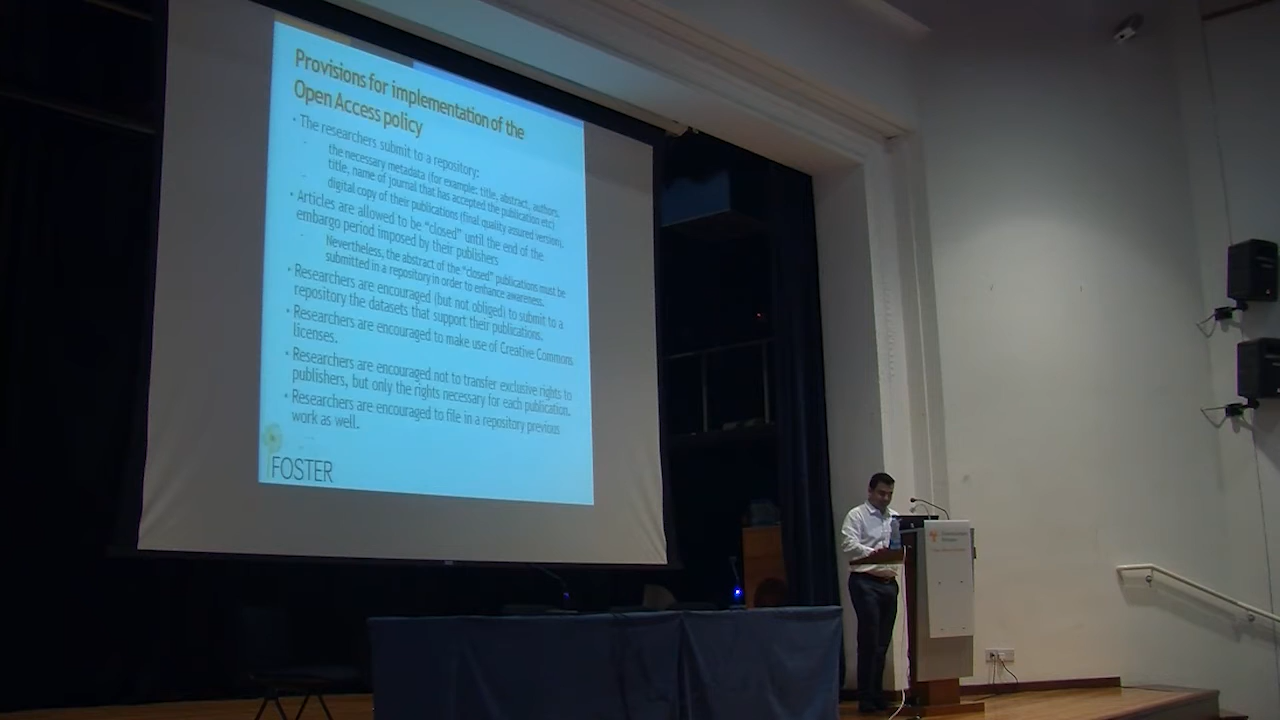 Provisions for implementation of the
Open Access policy
• The researchers submit to a repository:
- the necessary metadata (for example: title, abstract, authors,
title, name of journal that has accepted the publication etc)
- digital copy of their publications (final quality assured version).
• Articles are allowed to be “closed” until the end of the
embargo period imposed by their publishers
- Nevertheless, the abstract of the “closed” publications must be
submitted in a repository in order to enhance awareness.
• Researchers are encouraged (but not obliged) to submit to a
repository the datasets that support their publications.
• Researchers are encouraged to make use of Creative Commons
licenses.
• Researchers are encouraged not to transfer exclusive rights to
publishers, but only the rights necessary for each publication.
• Researchers are encouraged to file in a repository previous
work as well.
FOSTER